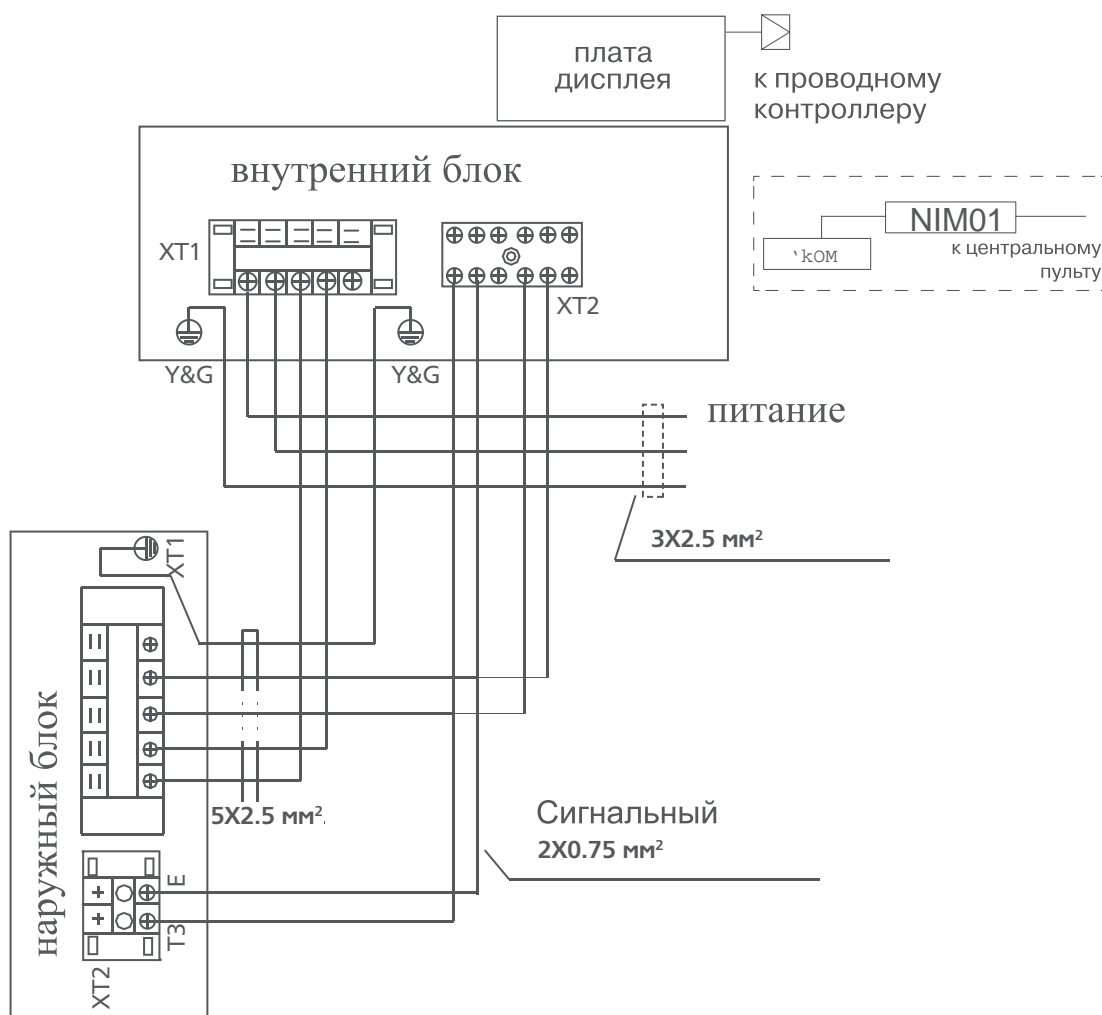 плата
дисплея
к проводному
контроллеру
внутренний блок
XT1
XT2
NIM01
‘kOM
к центральному
пульту
Y&G
Y&G
питание
3X2.5 мм²
XT1
наружный блок
5X2.5 мм².
Сигнальный
2X0.75 мм²
E
T3
XT2